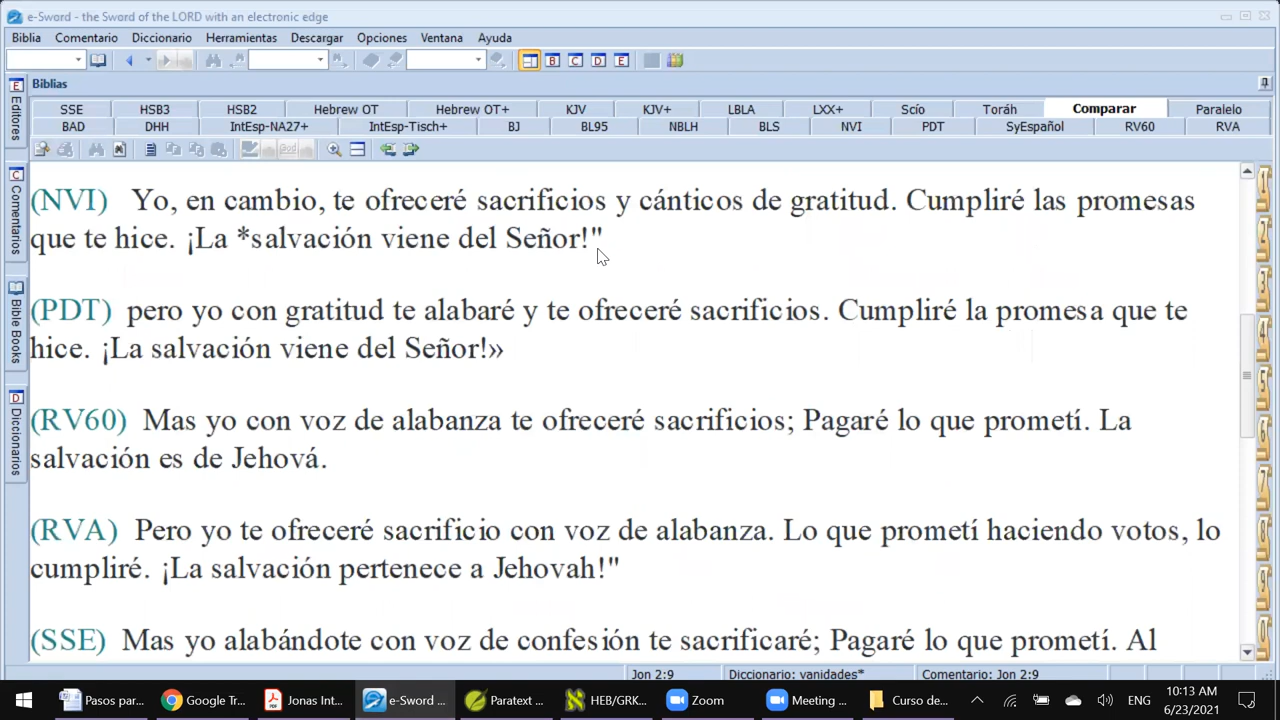 e-Sword - the Sword of the LORD with an electronic edge
Biblia Comentario Diccionario Herramientas Descargar Opciones Ventana Ayuda
B C D E
Biblias
SSE HSB3 HSB2 Hebrew OT Hebrew OT+ KJV KJV+ LBLA LXX+ Scío Toráh Comparar Paralelo
BAD DHH IntEsp-NA27+ IntEsp-Tisch+ BJ BL95 NBLH BLS NVI PDT SyEspañol RV60 RVA
E Editores
C Comentarios
Bible Books
D Diccionarios
(NVI) Yo, en cambio, te ofreceré sacrificios y cánticos de gratitud. Cumpliré las promesas
que te hice. ¡La *salvación viene del Señor!"
(PDT) pero yo con gratitud te alabaré y te ofreceré sacrificios. Cumpliré la promesa que te
hice. ¡La salvación viene del Señor!»
(RV60) Mas yo con voz de alabanza te ofreceré sacrificios; Pagaré lo que prometí. La
salvación es de Jehová.
(RVA) Pero yo te ofreceré sacrificio con voz de alabanza. Lo que prometí haciendo votos, lo
cumpliré. ¡La salvación pertenece a Jehovah!"
(SSE) Mas yo alabándote con voz de confesión te sacrificaré; Pagaré lo que prometí. Al
Jon 2:9 Diccionario: vanidades* Comentario: Jon 2:9
Pasos par... Google Tr... Jonas Int... e-Sword ... Paratext ... HEB/GRK... Zoom Meeting ... Curso de... ENG 10:13 AM
6/23/2021